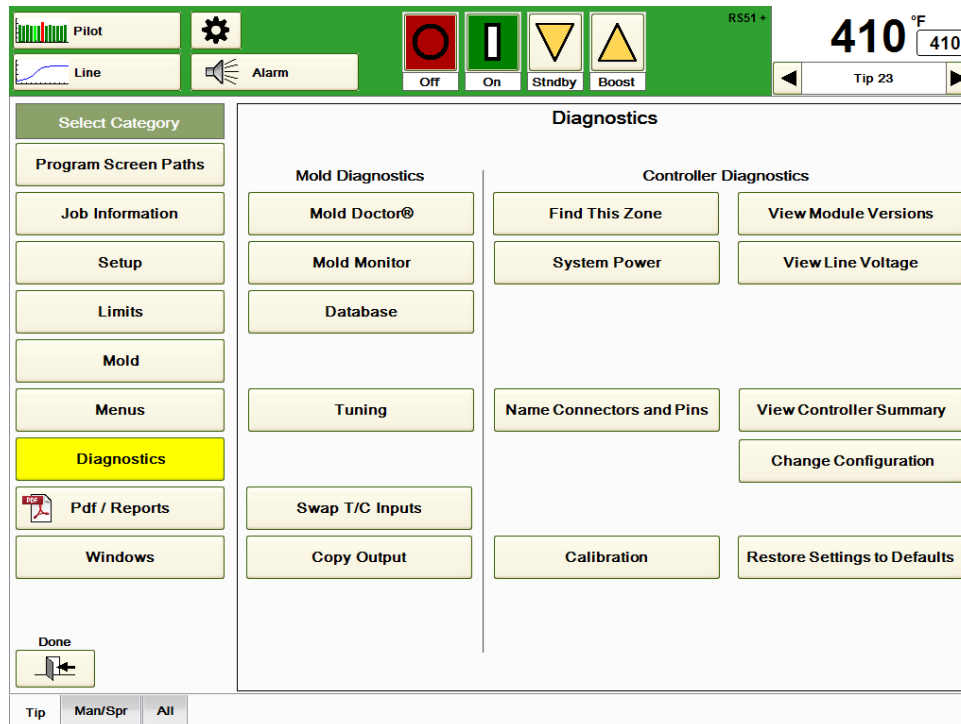 Pilot
Line
Alarm
Off
On
Stndby
Boost
RS51 +
410 °F
410
Tip 23
Select Category
Program Screen Paths
Job Information
Setup
Limits
Mold
Menus
Diagnostics
PDF
Pdf / Reports
Windows
Done
Diagnostics
Mold Diagnostics
Mold Doctor®
Mold Monitor
Database
Tuning
Swap T/C Inputs
Copy Output
Controller Diagnostics
Find This Zone
View Module Versions
System Power
View Line Voltage
Name Connectors and Pins
View Controller Summary
Change Configuration
Calibration
Restore Settings to Defaults
Tip
Man/Spr
All